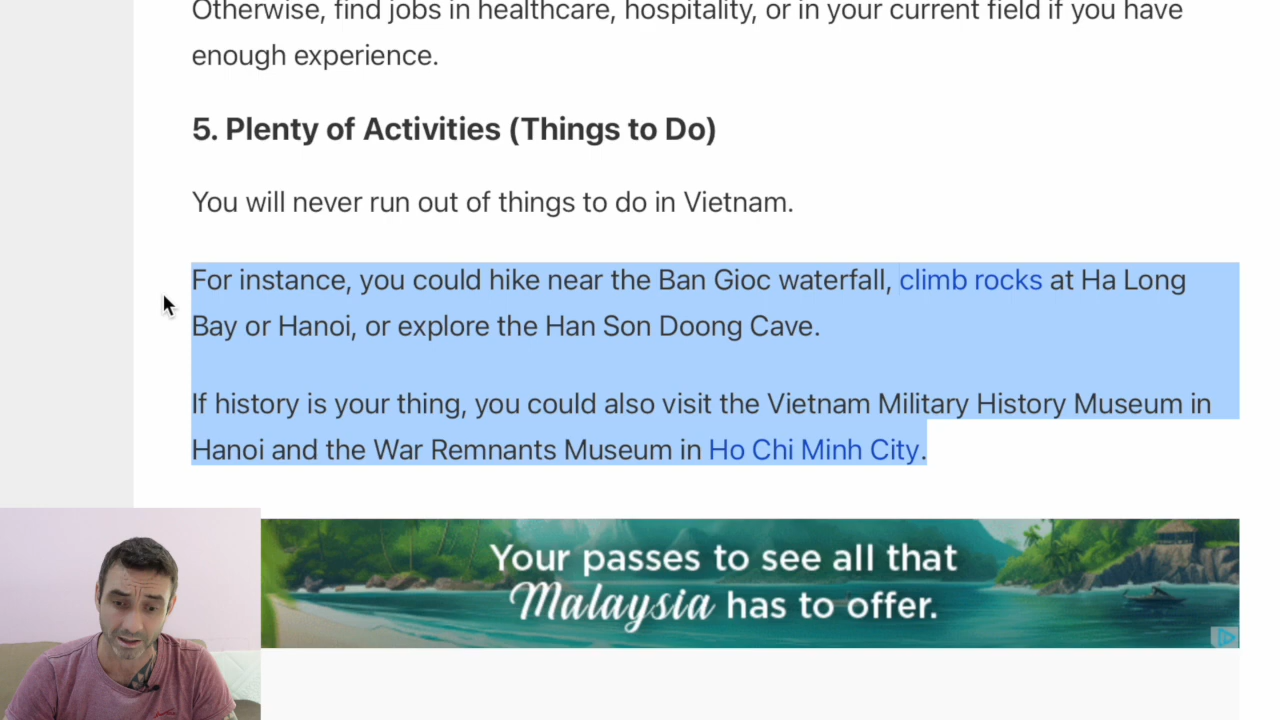 Otherwise, find jobs in healthcare, hospitality, or in your current field if you have
enough experience.
5. Plenty of Activities (Things to Do)
You will never run out of things to do in Vietnam.
For instance, you could hike near the Ban Gioc waterfall, climb rocks at Ha Long
Bay or Hanoi, or explore the Han Son Doong Cave.
If history is your thing, you could also visit the Vietnam Military History Museum in
Hanoi and the War Remnants Museum in Ho Chi Minh City.
Your passes to see all that
Malaysia has to offer.